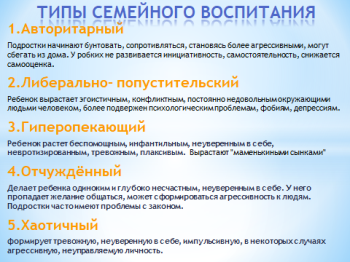 ТИПЫ СЕМЕЙНОГО ВОСПИТАНИЯ
1.Авторитарный
Подростки начинают бунтовать, сопротивляться, становясь более агрессивными, могут
сбегать из дома. У робких не развивается инициативность, самостоятельность, снижается
самооценка.
2.Либерально- попустительский
Ребенок вырастает эгоистичным, конфликтным, постоянно недовольным окружающими
людьми человеком, более подвержен психологическим проблемам, фобиям, депрессиям.
3.Гиперопекающий
Ребенок растет беспомощным, инфантильным, неуверенным в себе,
невротизированным, тревожным, плаксивым. Вырастают "маменькиными сынками"
4.Отчуждённый
Делает ребенка одиноким и глубоко несчастным, неуверенным в себе. У него
пропадает желание общаться, может сформироваться агрессивность к людям.
Подростки часто имеют проблемы с законом.
5.Хаотичный
формирует тревожную, неуверенную в себе, импульсивную, в некоторых случаях
агрессивную, неуправляемую личность.